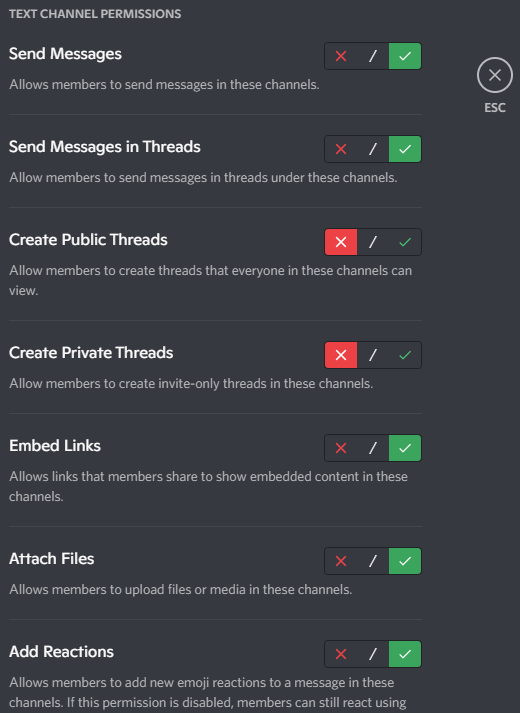 TEXT CHANNEL PERMISSIONS
Send Messages
/
Allows members to send messages in these channels.
ESC
Send Messages in Threads
/
Allow members to send messages in threads under these channels.
Create Public Threads
/
Allow members to create threads that everyone in these channels can
view.
Create Private Threads
/
Allow members to create invite-only threads in these channels.
Embed Links
/
Allows links that members share to show embedded content in these
channels.
Attach Files
/
Allows members to upload files or media in these channels.
Add Reactions
/
Allows members to add new emoji reactions to a message in these
channels. If this permission is disabled, members can still react using